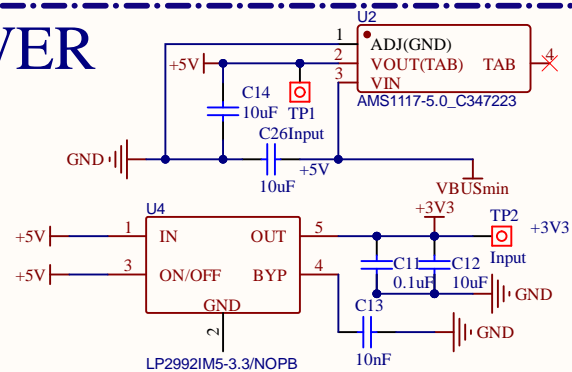 WER
U2
1
ADJ(GND)
+5V
2
VOUT(TAB)
TAB
4
3
VIN
AMS1117-5.0_C347223
C14
10uF
TP1
C26Input
GND
+5V
10uF
VBUSmin
U4
+3V3
TP2
+5V
1
IN
OUT
5
+3V3
Input
+5V
3
ON/OFF
BYP
4
C11
0.1uF
C12
10uF
GND
GND
2
C13
GND
10nF
LP2992IM5-3.3/NOPB